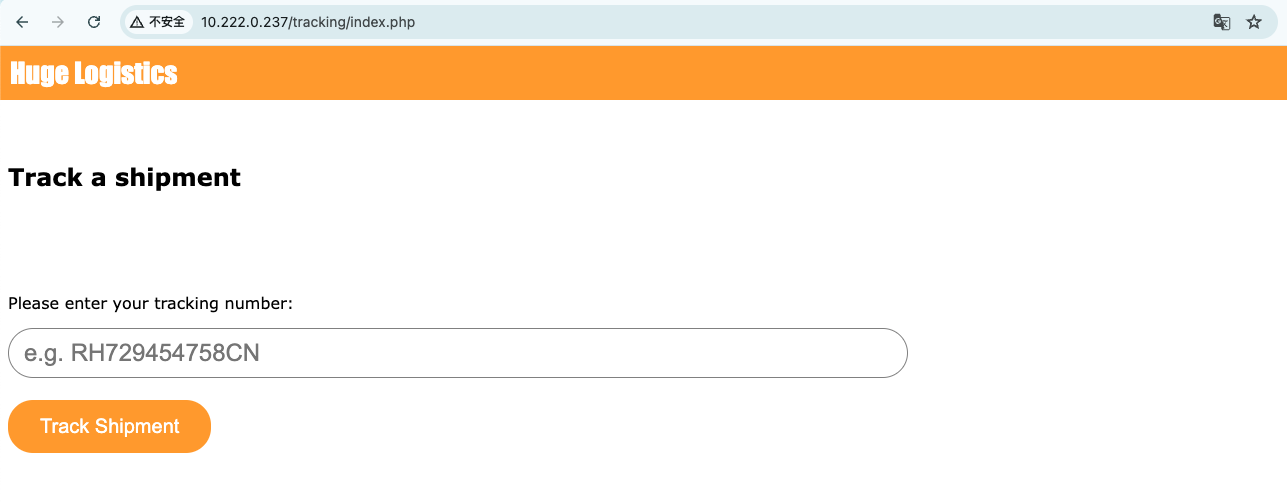 不安全 10.222.0.237/tracking/index.php
Huge Logistics
Track a shipment
Please enter your tracking number:
e.g. RH729454758CN
Track Shipment